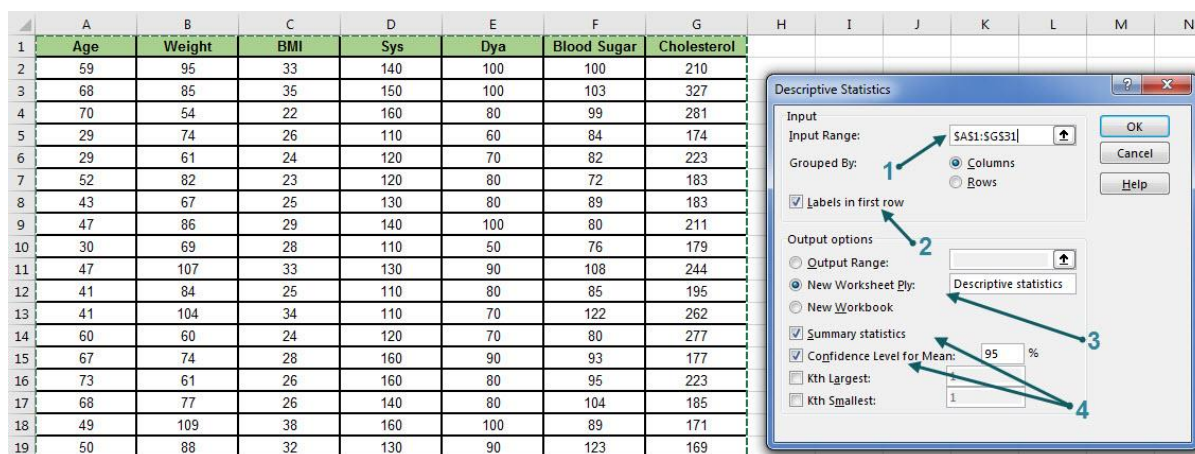 A B C D E F G H I J K L M N
1 Age Weight BMI Sys Dya Blood Sugar Cholesterol
2 59 95 33 140 100 100 210
3 68 85 35 150 100 103 327
4 70 54 22 160 80 99 281
5 29 74 26 110 60 84 174
6 29 61 24 120 70 82 223
7 52 82 23 120 80 72 183
8 43 67 25 130 80 89 183
9 47 86 29 140 100 80 211
10 30 69 28 110 50 76 179
11 47 107 33 130 90 108 244
12 41 84 25 110 80 85 195
13 41 104 34 110 70 122 262
14 60 60 24 120 70 80 277
15 67 74 28 160 90 93 177
16 73 61 26 160 80 95 223
17 68 77 26 140 80 104 185
18 49 109 38 160 100 89 171
19 50 88 32 130 90 123 169
Descriptive Statistics
?
Input
Input Range: $A$1:$G$31
OK
Grouped By: Columns
Cancel
1
Rows
Help
Labels in first row
2
Output options
Output Range:
New Worksheet Ply: Descriptive statistics
New Workbook
Summary statistics
3
Confidence Level for Mean: 95 %
Kth Largest: 1
Kth Smallest: 1
4